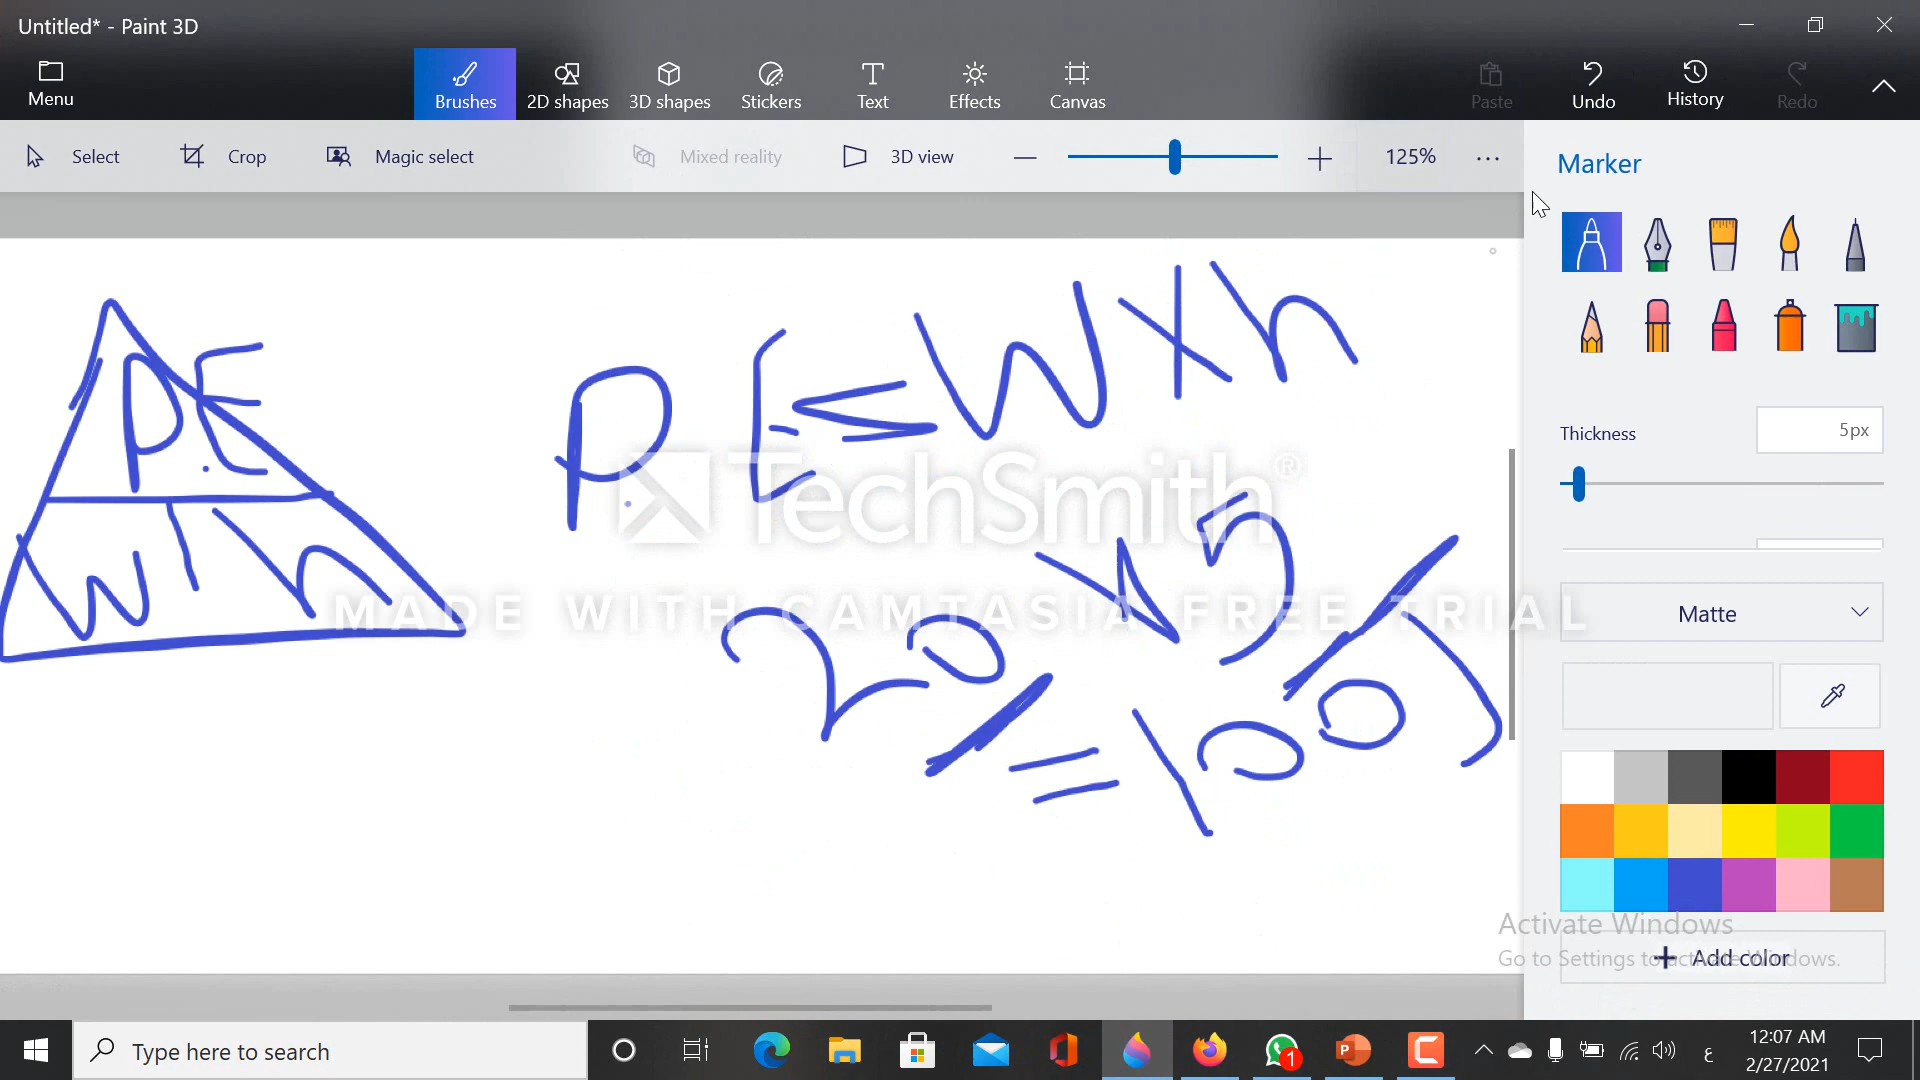 Untitled* - Paint 3D
Menu
Brushes
2D shapes
3D shapes
Stickers
Text
Effects
Canvas
Paste
Undo
History
Redo
Select
Crop
Magic select
Mixed reality
3D view
125%
Marker
Thickness
5px
Matte
Add color
PE
W h
P.E = W x h
20 x 5
= 100 J
TechSmith®
MADE WITH CAMTASIA FREE TRIAL
Activate Windows
Go to Settings to activate Windows.
Type here to search
1
ع
12:07 AM
2/27/2021